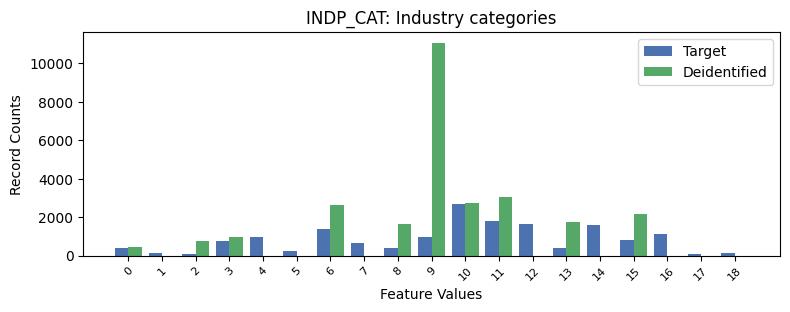 INDP_CAT: Industry categories
Target
Deidentified
Record Counts
10000
8000
6000
4000
2000
0
0 1 2 3 4 5 6 7 8 9 10 11 12 13 14 15 16 17 18
Feature Values